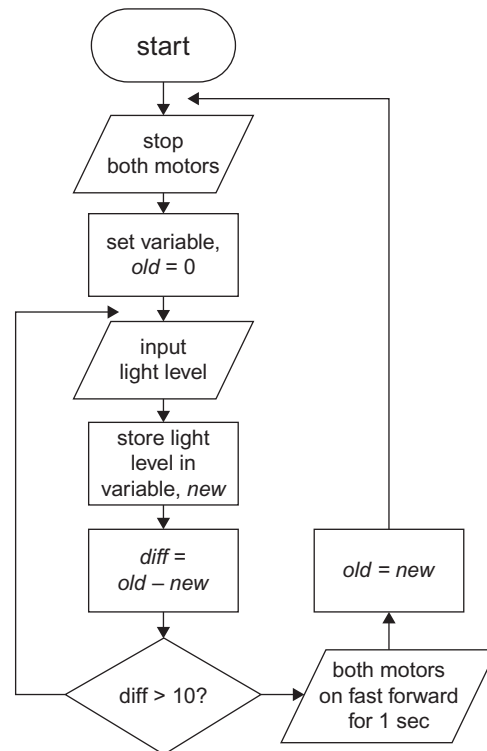 start
stop
both motors
set variable,
old = 0
input
light level
store light
level in
variable, new
diff =
old – new
diff > 10?
both motors
on fast forward
for 1 sec
old = new